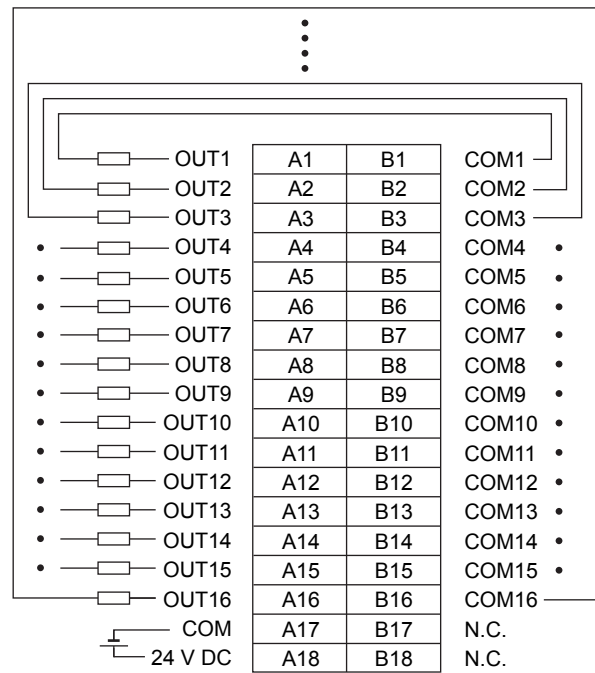 OUT1 A1 B1 COM1
OUT2 A2 B2 COM2
OUT3 A3 B3 COM3
OUT4 A4 B4 COM4
OUT5 A5 B5 COM5
OUT6 A6 B6 COM6
OUT7 A7 B7 COM7
OUT8 A8 B8 COM8
OUT9 A9 B9 COM9
OUT10 A10 B10 COM10
OUT11 A11 B11 COM11
OUT12 A12 B12 COM12
OUT13 A13 B13 COM13
OUT14 A14 B14 COM14
OUT15 A15 B15 COM15
OUT16 A16 B16 COM16
COM A17 B17 N.C.
24 V DC A18 B18 N.C.